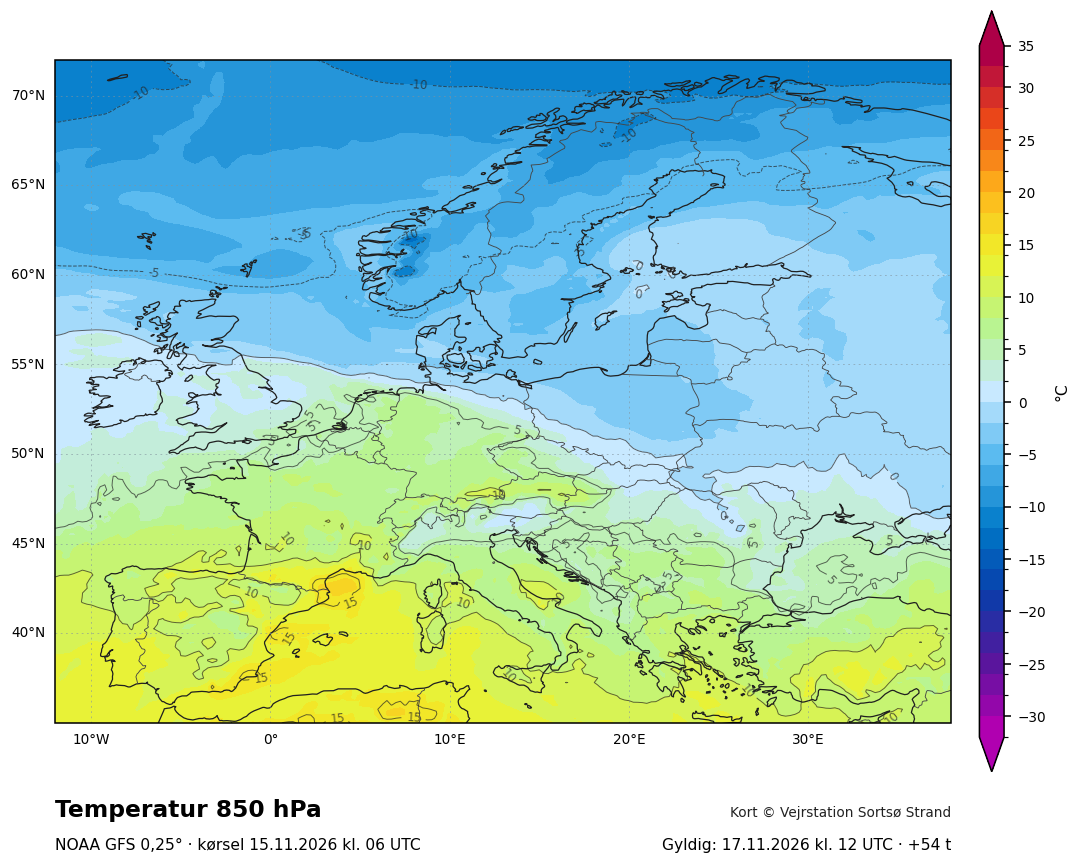 70°N
65°N
60°N
55°N
50°N
45°N
40°N
10°W
0°
10°E
20°E
30°E
35
30
25
20
15
10
5
0
−5
−10
−15
−20
−25
−30
°C
Temperatur 850 hPa
Kort © Vejrstation Sortsø Strand
NOAA GFS 0,25° · kørsel 15.11.2026 kl. 06 UTC
Gyldig: 17.11.2026 kl. 12 UTC · +54 t